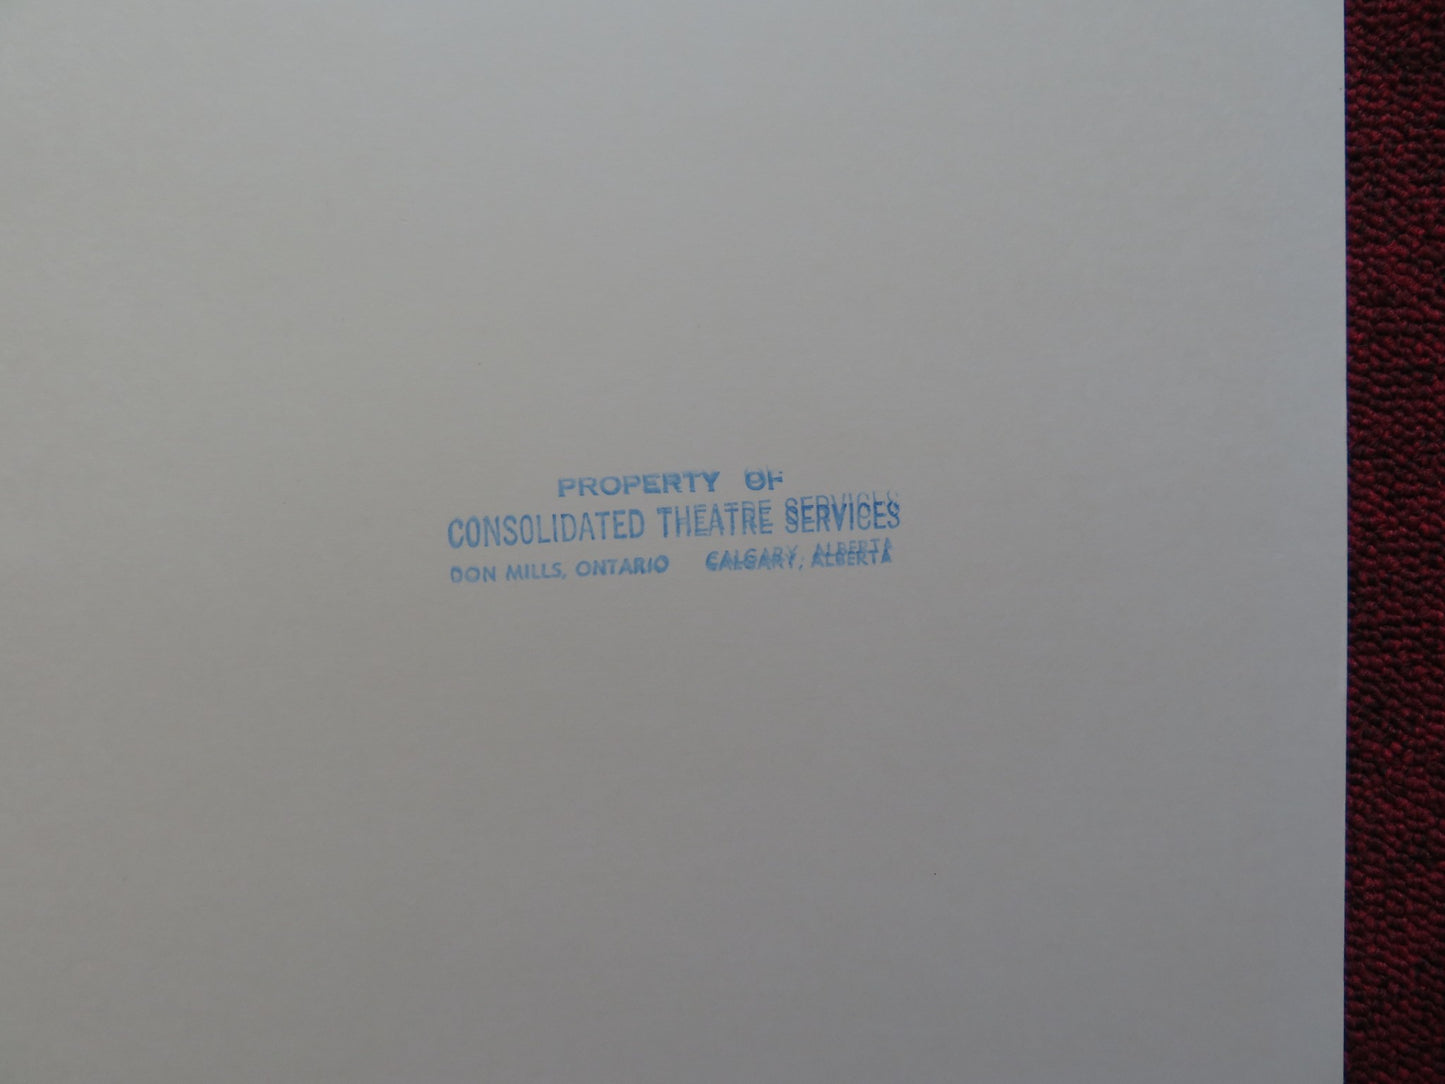 PROPERTY OF
CONSOLIDATED THEATRE SERVICES
DON MILLS, ONTARIO CALGARY, ALBERTA